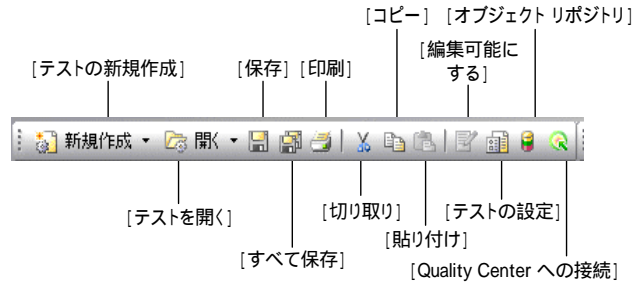 [コピー] [オブジェクト リポジトリ]
[編集可能に
する]
[テストの新規作成] [保存] [印刷]
新規作成 開く
[テストを開く] [切り取り] [テストの設定]
[貼り付け]
[すべて保存]
[Quality Center への接続]